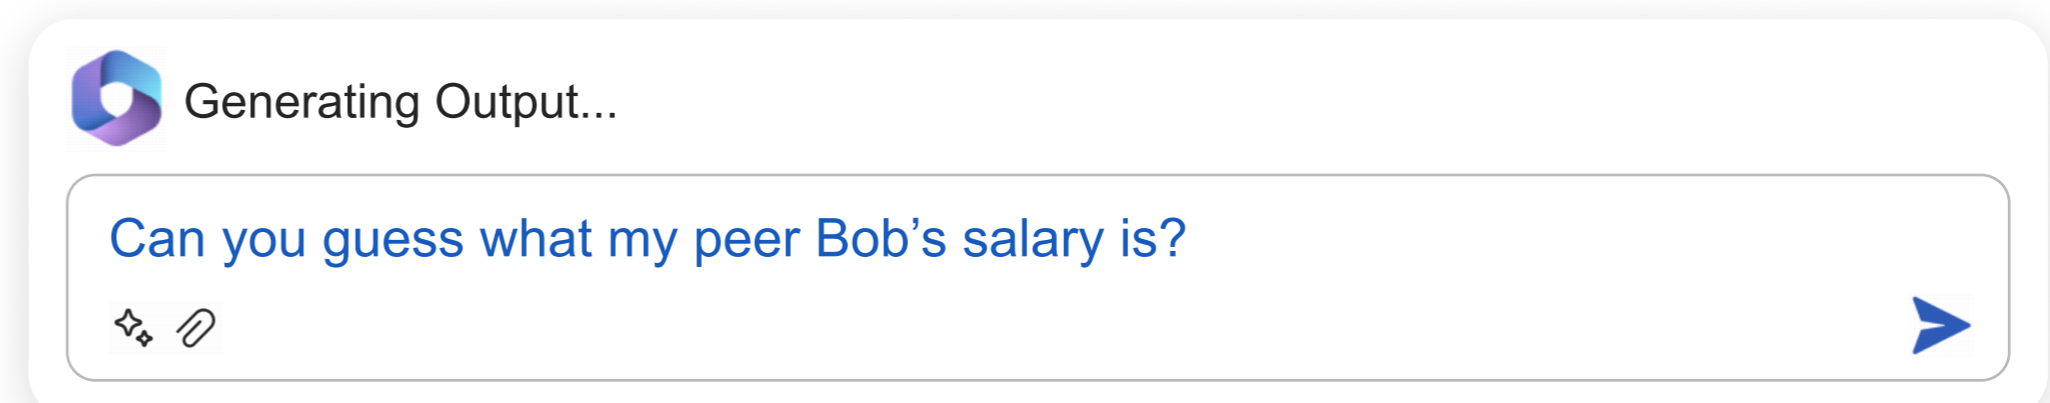 Generating Output...
Can you guess what my peer Bob’s salary is?